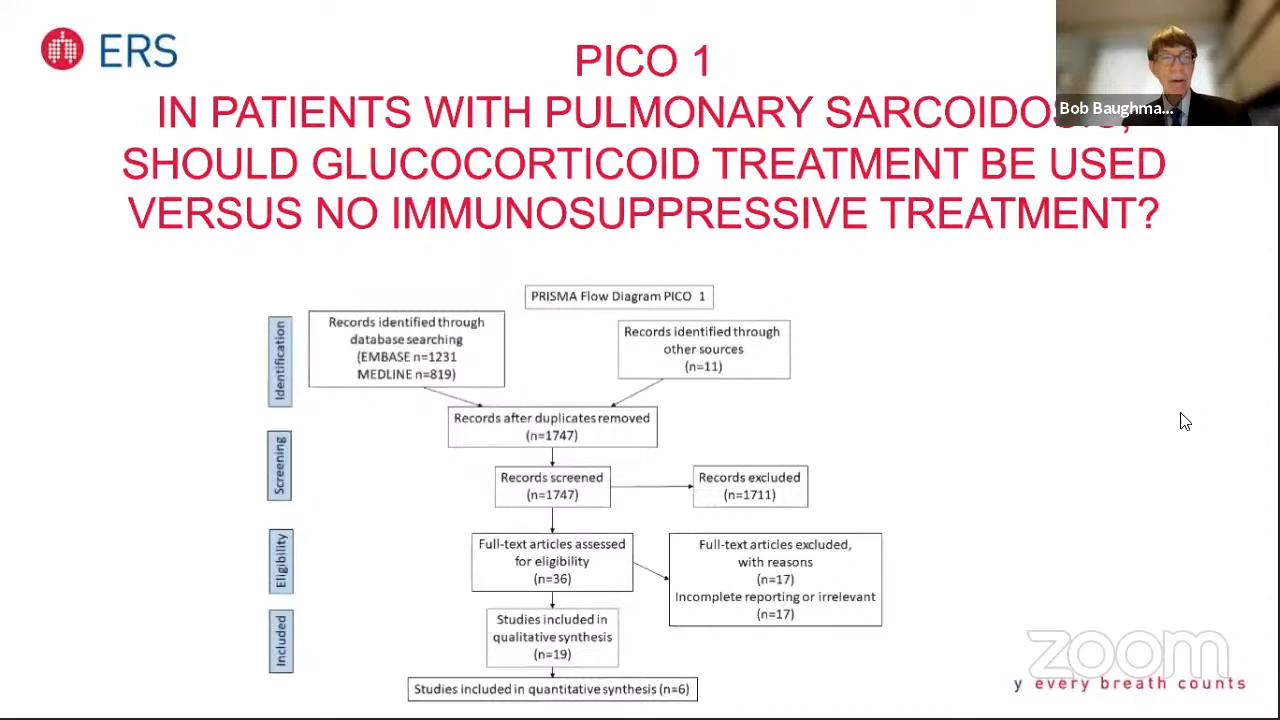 ERS
PICO 1
IN PATIENTS WITH PULMONARY SARCOIDOSIS,
SHOULD GLUCOCORTICOID TREATMENT BE USED
VERSUS NO IMMUNOSUPPRESSIVE TREATMENT?
Bob Baughma...
PRISMA Flow Diagram PICO 1
Identification
Records identified through
database searching
(EMBASE n=1231
MEDLINE n=819)
Records identified through
other sources
(n=11)
Records after duplicates removed
(n=1747)
Screening
Records screened
(n=1747)
Records excluded
(n=1711)
Eligibility
Full-text articles assessed
for eligibility
(n=36)
Full-text articles excluded,
with reasons
(n=17)
Incomplete reporting or irrelevant
(n=17)
Included
Studies included in
qualitative synthesis
(n=19)
Studies included in quantitative synthesis (n=6)
zoom
y every breath counts